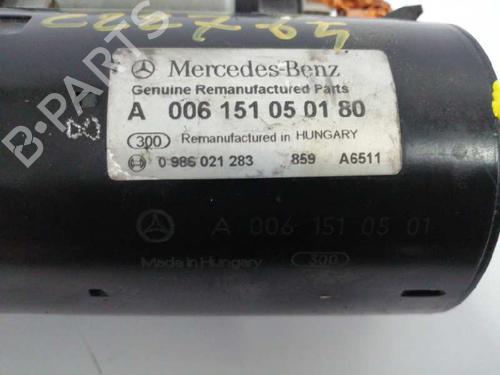 Mercedes-Benz
Genuine Remanufactured Parts
A 006 151 05 01 80
300 Remanufactured in HUNGARY
0 986 021 283 859 A6511
A 006 151 05 01
Made in Hungary 300
B-PARTS